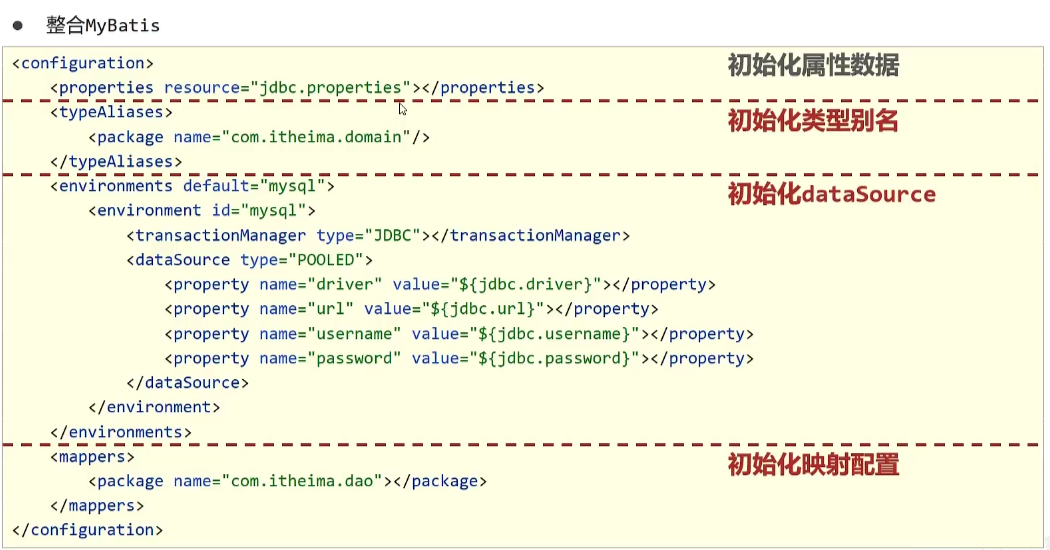 ● 整合MyBatis
<configuration>
初始化属性数据
<properties resource="jdbc.properties"></properties>
<typeAliases>
初始化类型别名
<package name="com.itheima.domain"/>
</typeAliases>
<environments default="mysql">
初始化dataSource
<environment id="mysql">
<transactionManager type="JDBC"></transactionManager>
<dataSource type="POOLED">
<property name="driver" value="${jdbc.driver}"></property>
<property name="url" value="${jdbc.url}"></property>
<property name="username" value="${jdbc.username}"></property>
<property name="password" value="${jdbc.password}"></property>
</dataSource>
</environment>
</environments>
<mappers>
初始化映射配置
<package name="com.itheima.dao"></package>
</mappers>
</configuration>